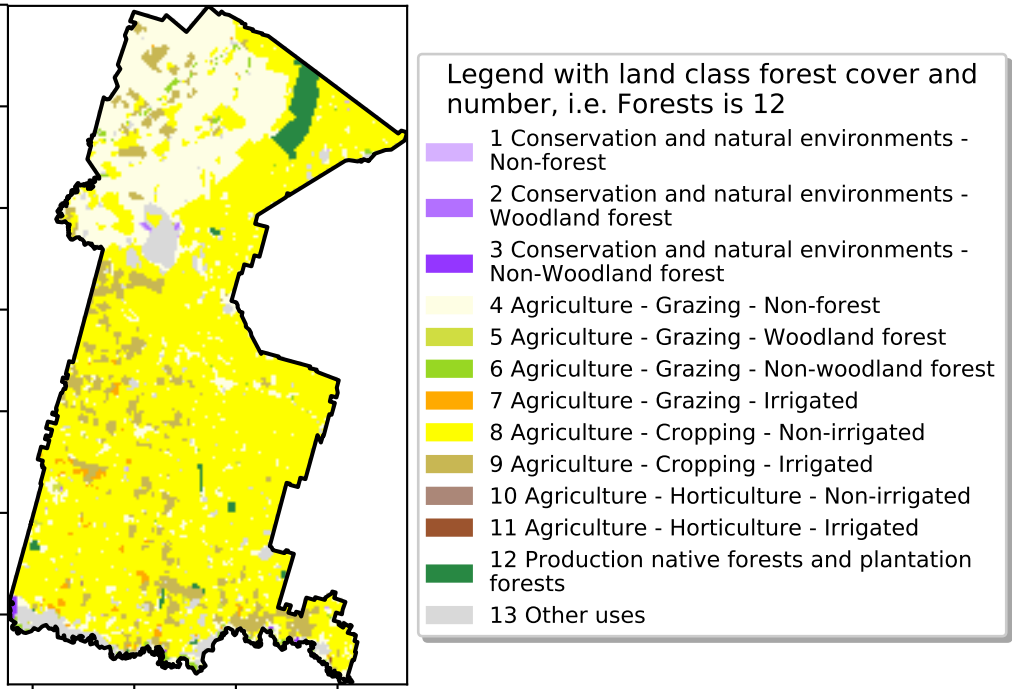 Legend with land class forest cover and
number, i.e. Forests is 12
1 Conservation and natural environments -
Non-forest
2 Conservation and natural environments -
Woodland forest
3 Conservation and natural environments -
Non-Woodland forest
4 Agriculture - Grazing - Non-forest
5 Agriculture - Grazing - Woodland forest
6 Agriculture - Grazing - Non-woodland forest
7 Agriculture - Grazing - Irrigated
8 Agriculture - Cropping - Non-irrigated
9 Agriculture - Cropping - Irrigated
10 Agriculture - Horticulture - Non-irrigated
11 Agriculture - Horticulture - Irrigated
12 Production native forests and plantation
forests
13 Other uses